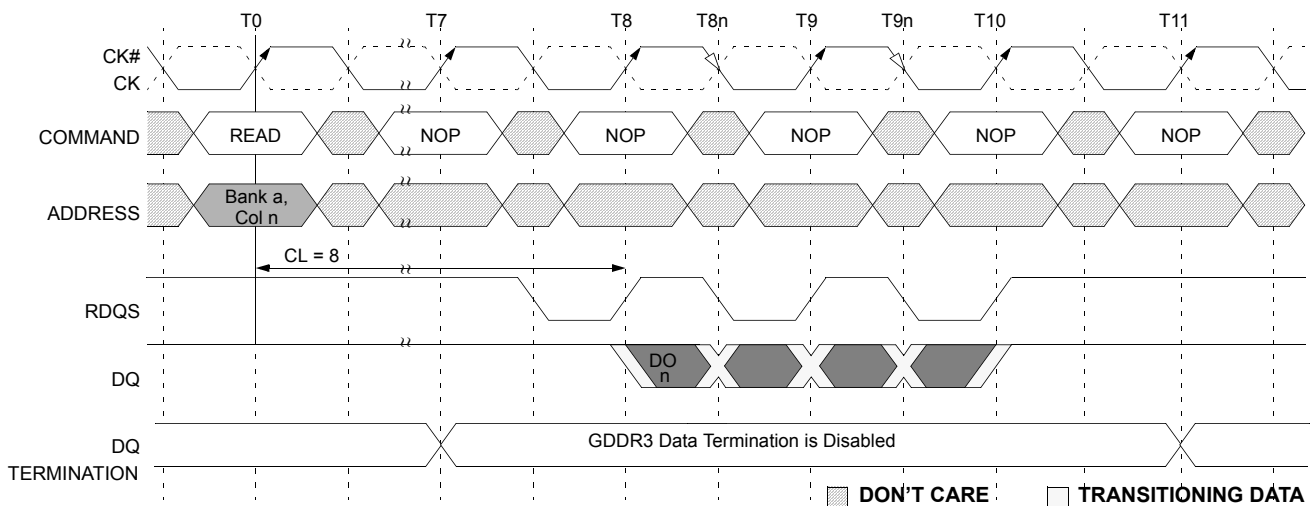 T0 T7 T8 T8n T9 T9n T10 T11
CK#
CK
COMMAND READ NOP NOP NOP NOP NOP
ADDRESS Bank a,
Col n
CL = 8
RDQS
DQ DO
n
DQ
TERMINATION
GDDR3 Data Termination is Disabled
DON'T CARE TRANSITIONING DATA